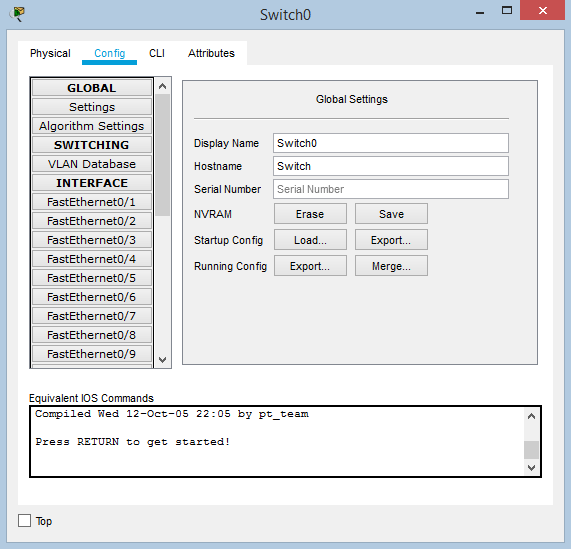 Switch0
Physical Config CLI Attributes
GLOBAL
Settings
Algorithm Settings
SWITCHING
VLAN Database
INTERFACE
FastEthernet0/1
FastEthernet0/2
FastEthernet0/3
FastEthernet0/4
FastEthernet0/5
FastEthernet0/6
FastEthernet0/7
FastEthernet0/8
FastEthernet0/9
Global Settings
Display Name Switch0
Hostname Switch
Serial Number Serial Number
NVRAM Erase Save
Startup Config Load... Export...
Running Config Export... Merge...
Equivalent IOS Commands
Compiled Wed 12-Oct-05 22:05 by pt_team
Press RETURN to get started!
Top